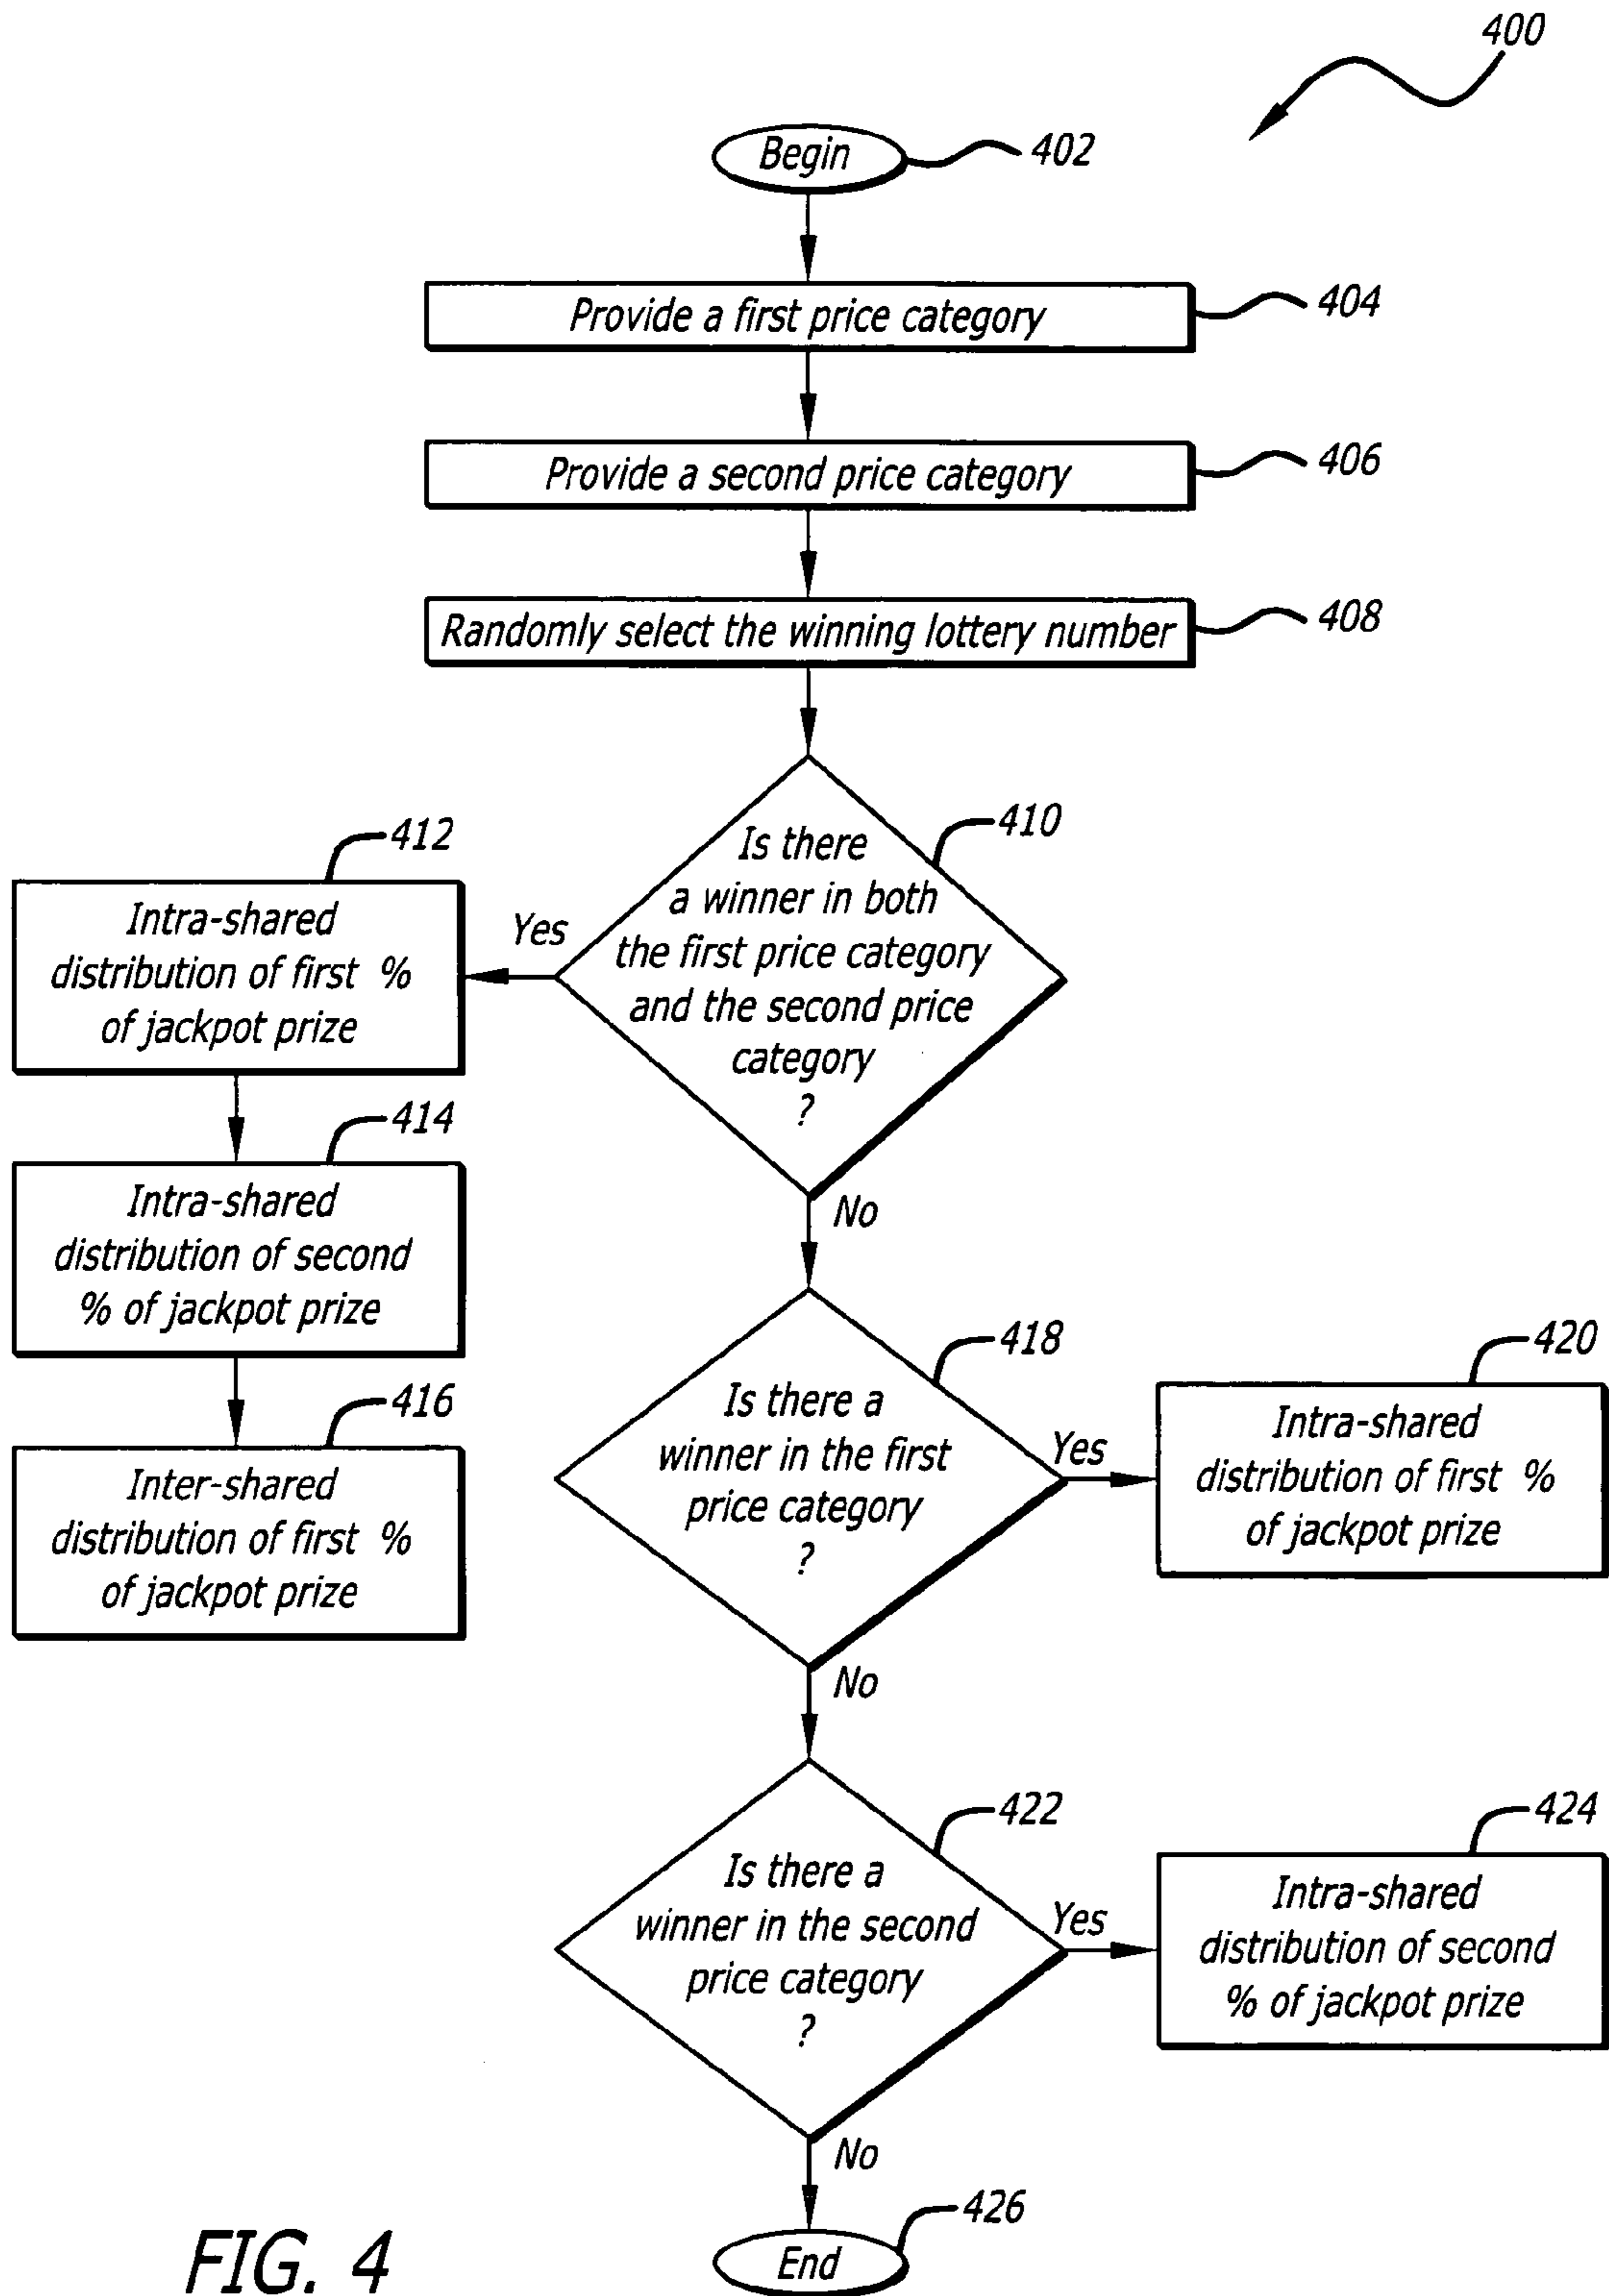 400
Begin
402
Provide a first price category
404
Provide a second price category
406
Randomly select the winning lottery number
408
Is there
a winner in both
the first price category
and the second price
category
?
410
Yes
412
Intra-shared
distribution of first %
of jackpot prize
414
Intra-shared
distribution of second
% of jackpot prize
416
Inter-shared
distribution of first %
of jackpot prize
No
418
Is there a
winner in the first
price category
?
Yes
420
Intra-shared
distribution of first %
of jackpot prize
No
422
Is there a
winner in the second
price category
?
Yes
424
Intra-shared
distribution of second
% of jackpot prize
No
426
End
FIG. 4